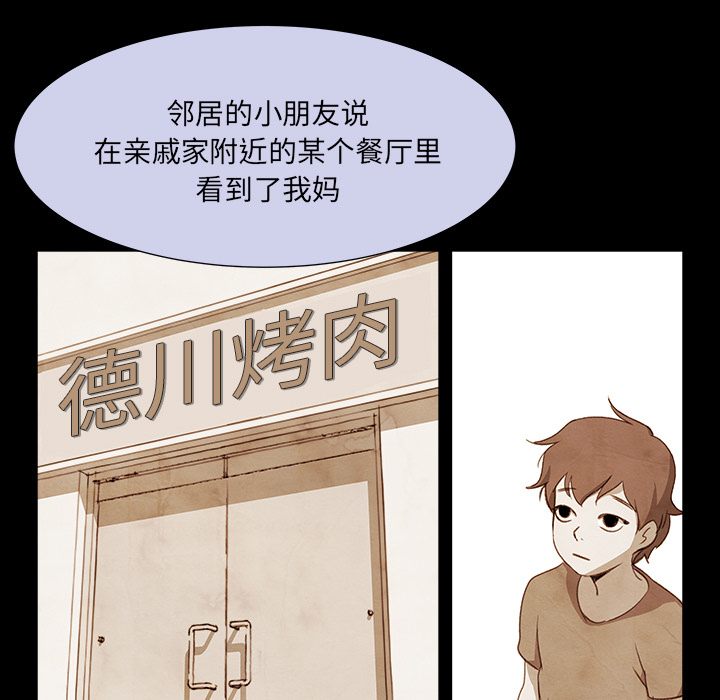 邻居的小朋友说
在亲戚家附近的某个餐厅里
看到了我妈
德川烤肉